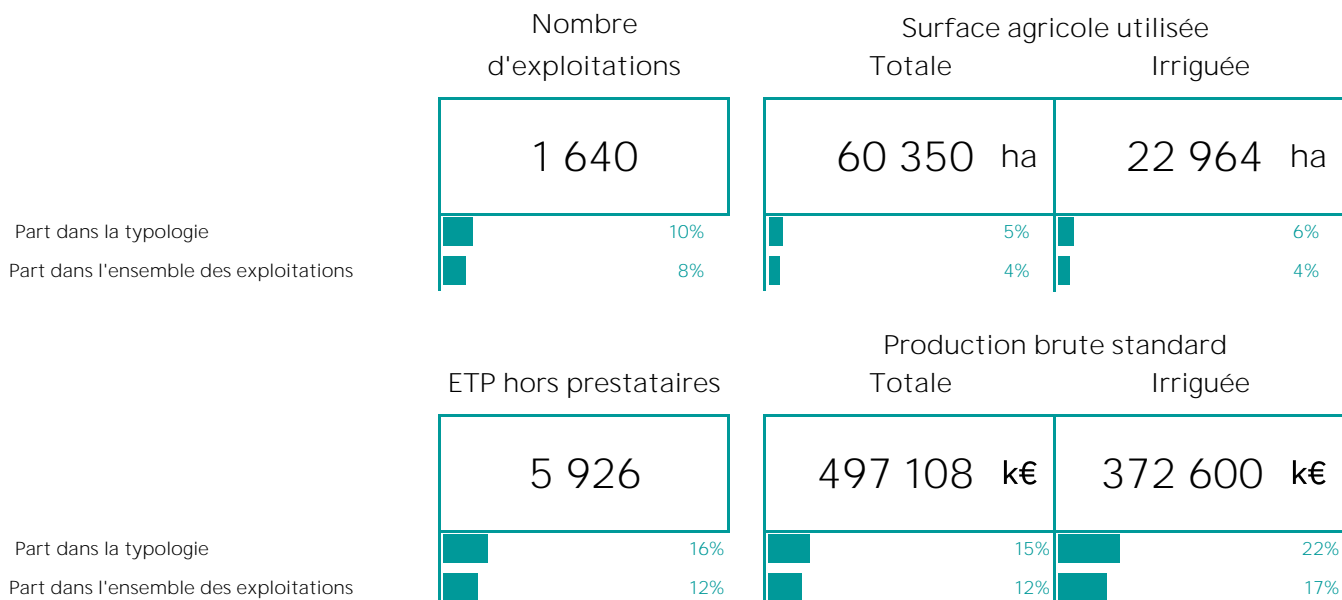 Nombre d'exploitations
Surface agricole utilisée
Totale Irriguée
1 640 60 350 ha 22 964 ha
Part dans la typologie 10% 5% 6%
Part dans l'ensemble des exploitations 8% 4% 4%
Production brute standard
ETP hors prestataires Totale Irriguée
5 926 497 108 k€ 372 600 k€
Part dans la typologie 16% 15% 22%
Part dans l'ensemble des exploitations 12% 12% 17%